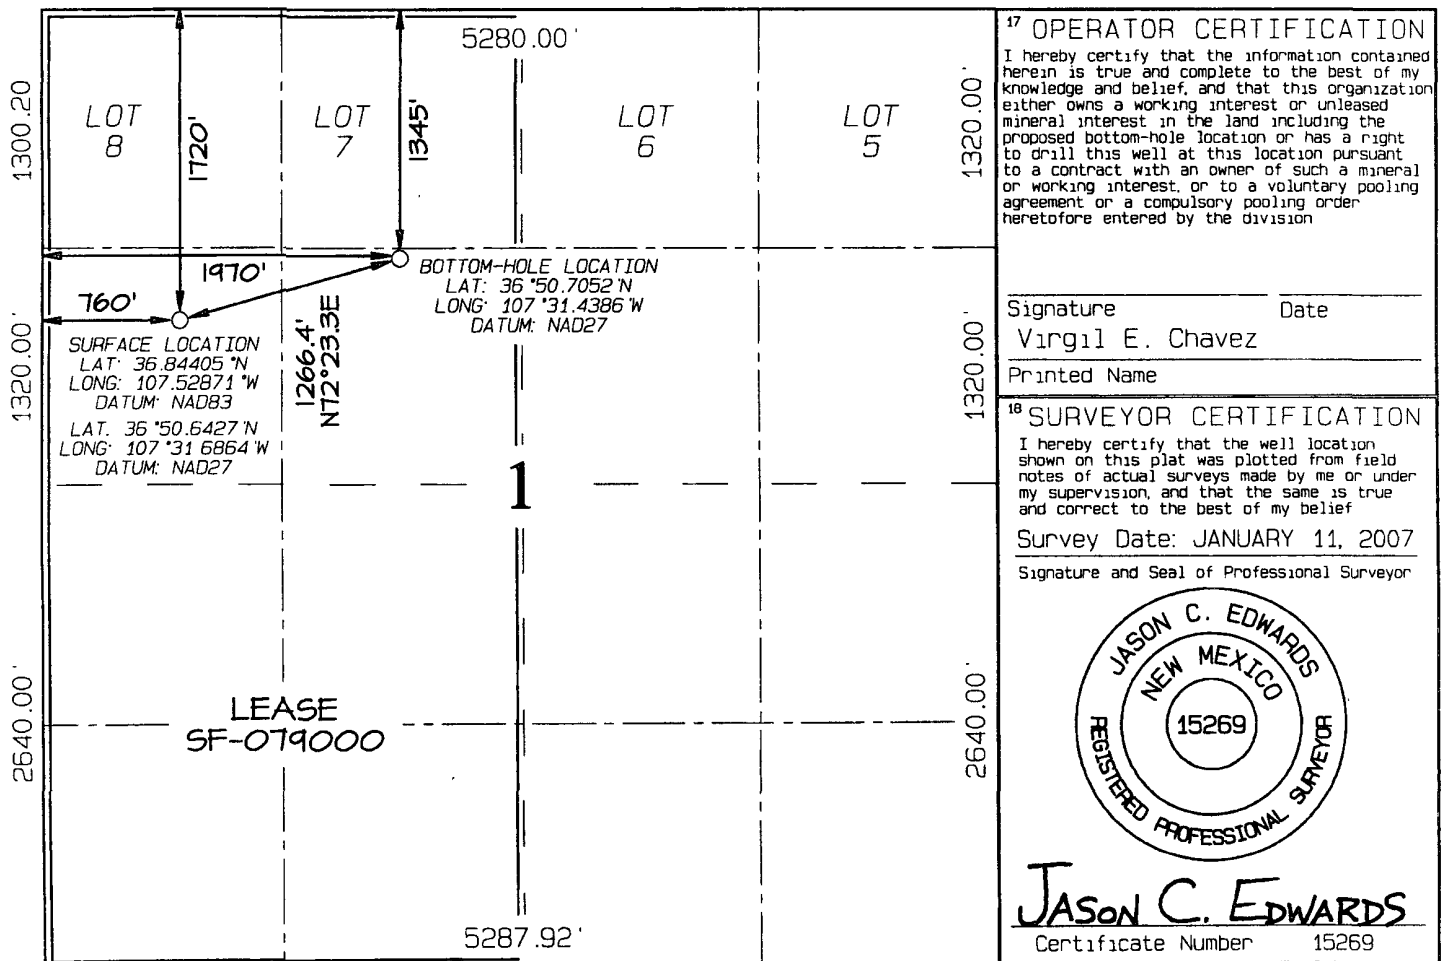 5280.00'
1300.20
LOT
8
1720'
LOT
7
1345'
LOT
6
LOT
5
1320.00'
1970'
760'
BOTTOM-HOLE LOCATION
LAT: 36 °50.7052 'N
LONG: 107 °31.4386 'W
DATUM: NAD27
1320.00'
SURFACE LOCATION
LAT: 36.84405 °N
LONG: 107.52871 °W
DATUM: NAD83
LAT. 36 °50.6427 'N
LONG: 107 °31 6864 'W
DATUM: NAD27
1266.4'
N72°23.3E
1320.00'
1
2640.00'
LEASE
SF-079000
2640.00'
5287.92'
17 OPERATOR CERTIFICATION
I hereby certify that the information contained
herein is true and complete to the best of my
knowledge and belief, and that this organization
either owns a working interest or unleased
mineral interest in the land including the
proposed bottom-hole location or has a right
to drill this well at this location pursuant
to a contract with an owner of such a mineral
or working interest, or to a voluntary pooling
agreement or a compulsory pooling order
heretofore entered by the division
Signature Date
Virgil E. Chavez
Printed Name
18 SURVEYOR CERTIFICATION
I hereby certify that the well location
shown on this plat was plotted from field
notes of actual surveys made by me or under
my supervision, and that the same is true
and correct to the best of my belief
Survey Date: JANUARY 11, 2007
Signature and Seal of Professional Surveyor
JASON C. EDWARDS
NEW MEXICO
15269
REGISTERED PROFESSIONAL SURVEYOR
JASON C. EDWARDS
Certificate Number 15269